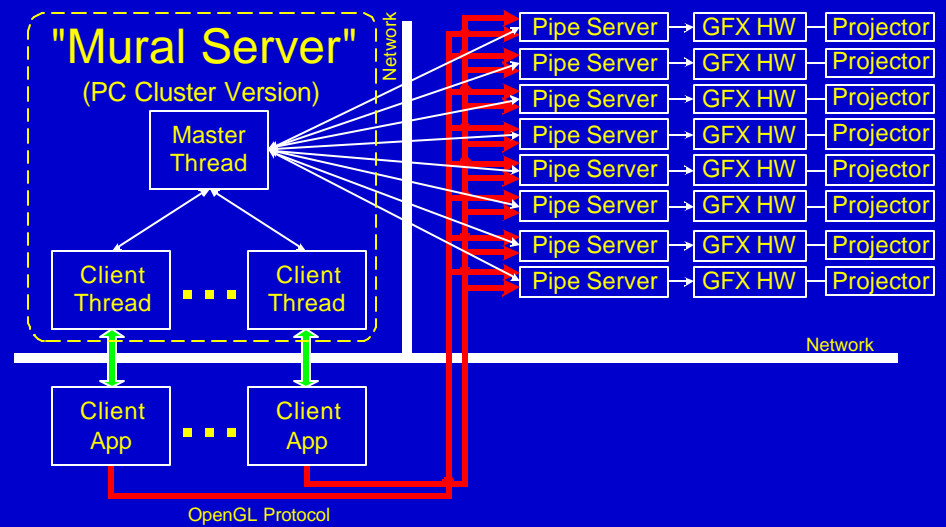 "Mural Server"
(PC Cluster Version)
Master
Thread
Client
Thread
Client
Thread
Network
Pipe Server GFX HW Projector
Pipe Server GFX HW Projector
Pipe Server GFX HW Projector
Pipe Server GFX HW Projector
Pipe Server GFX HW Projector
Pipe Server GFX HW Projector
Pipe Server GFX HW Projector
Pipe Server GFX HW Projector
Network
Client
App
Client
App
OpenGL Protocol